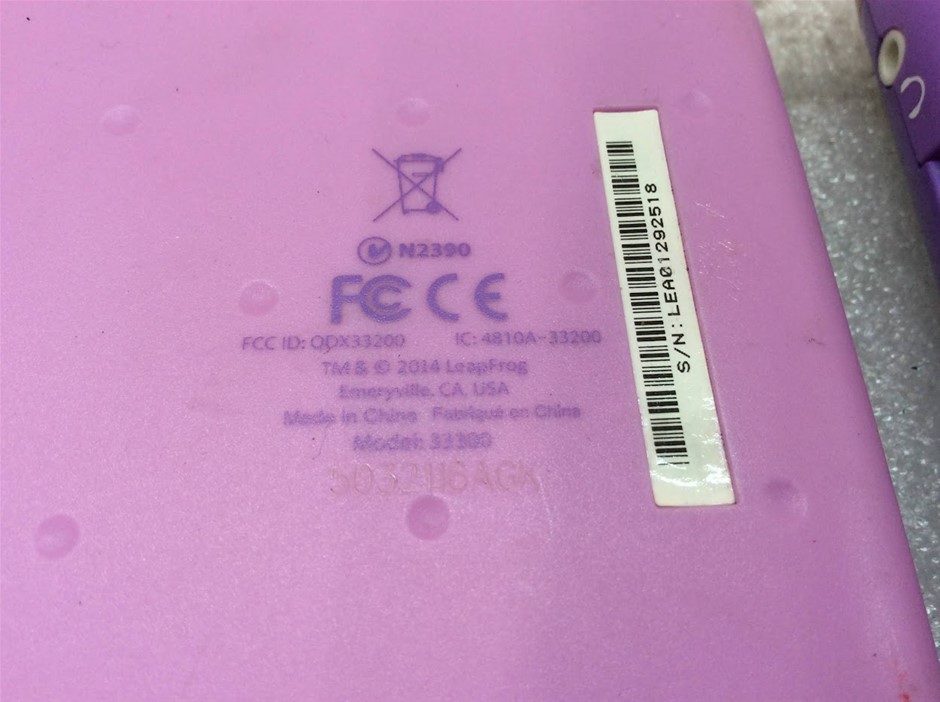 N2390
FC CE
FCC ID: QDX33200 IC: 4810A-33200
TM & © 2014 LeapFrog
Emeryville, CA, USA
Made in China Fabriqué en Chine
Model: 33300
S/N: LEA01292518